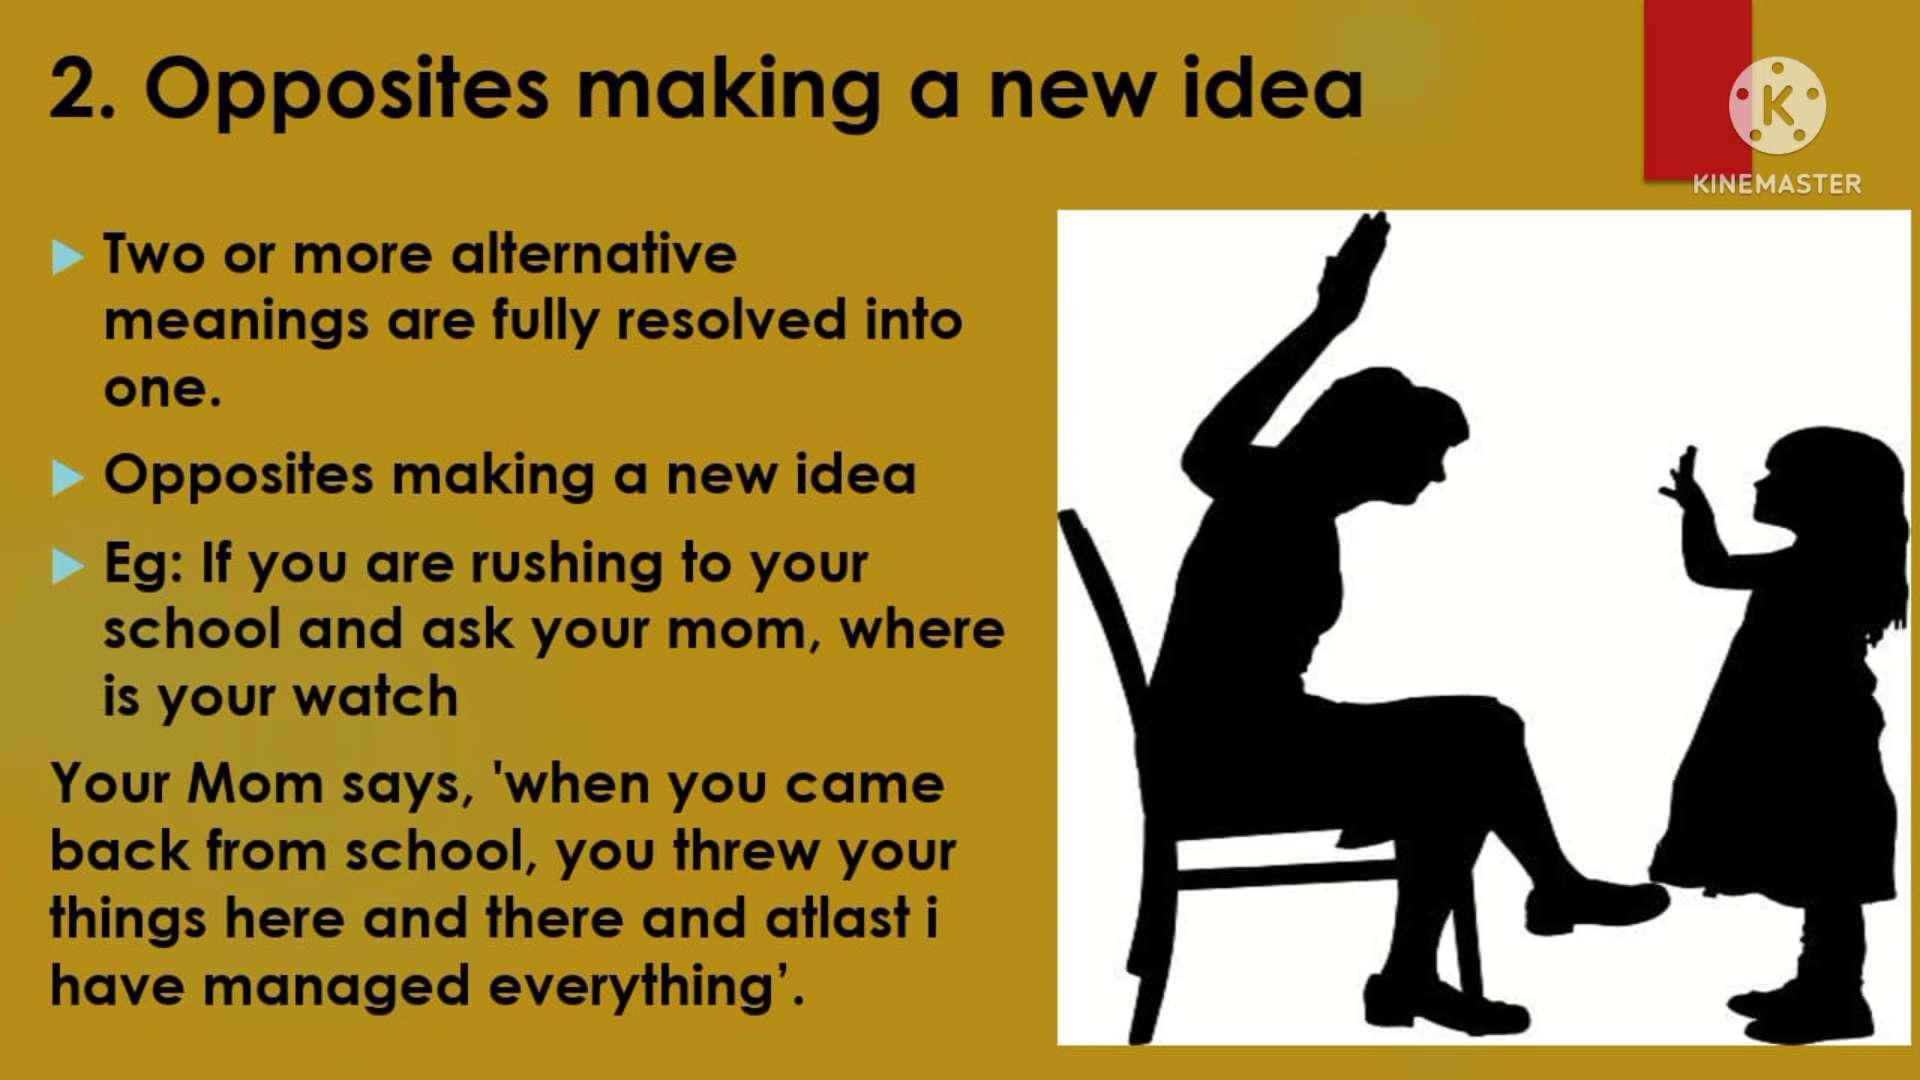 2. Opposites making a new idea
K
KINEMASTER
Two or more alternative
meanings are fully resolved into
one.
Opposites making a new idea
Eg: If you are rushing to your
school and ask your mom, where
is your watch
Your Mom says, 'when you came
back from school, you threw your
things here and there and atlast i
have managed everything’.